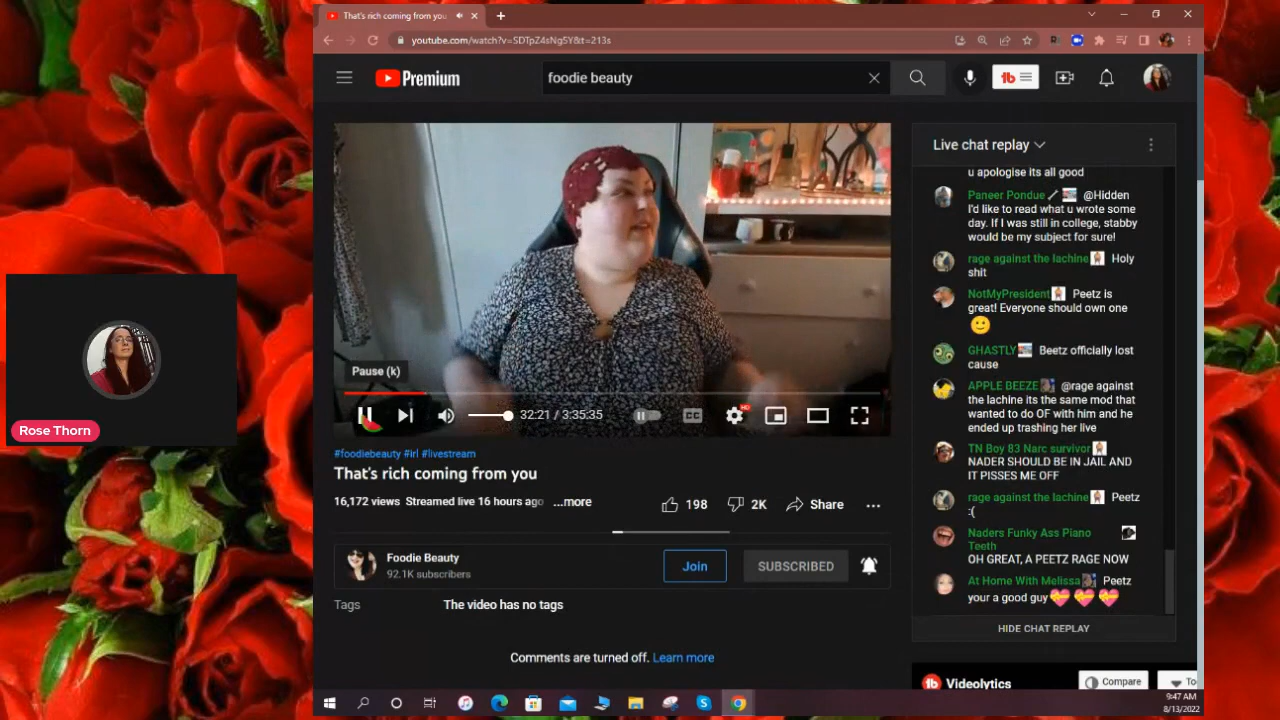 That's rich coming from you
youtube.com/watch?v=SDTpZ4sNg5Y&t=213s
Premium
foodie beauty
Live chat replay
u apologise its all good
Paneer Pondue @Hidden
I'd like to read what u wrote some
day. If I was still in college, stabby
would be my subject for sure!
rage against the lachine Holy
shit
NotMyPresident Peetz is
great! Everyone should own one
GHASTLY Beetz officially lost
cause
APPLE BEEZE @rage against
the lachine its the same mod that
wanted to do OF with him and he
ended up trashing her live
TN Boy 83 Narc survivor
NADER SHOULD BE IN JAIL AND
IT PISSES ME OFF
rage against the lachine Peetz
:(
Naders Funky Ass Piano
Teeth
OH GREAT, A PEETZ RAGE NOW
At Home With Melissa Peetz
your a good guy
HIDE CHAT REPLAY
Pause (k)
32:21 / 3:35:35
CC
HD
#foodiebeauty #irl #livestream
That's rich coming from you
16,172 views Streamed live 16 hours ago ...more
198 2K Share
Foodie Beauty
92.1K subscribers
Join SUBSCRIBED
Tags The video has no tags
Comments are turned off. Learn more
tb Videolytics Compare To
Rose Thorn
9:47 AM
8/13/2022